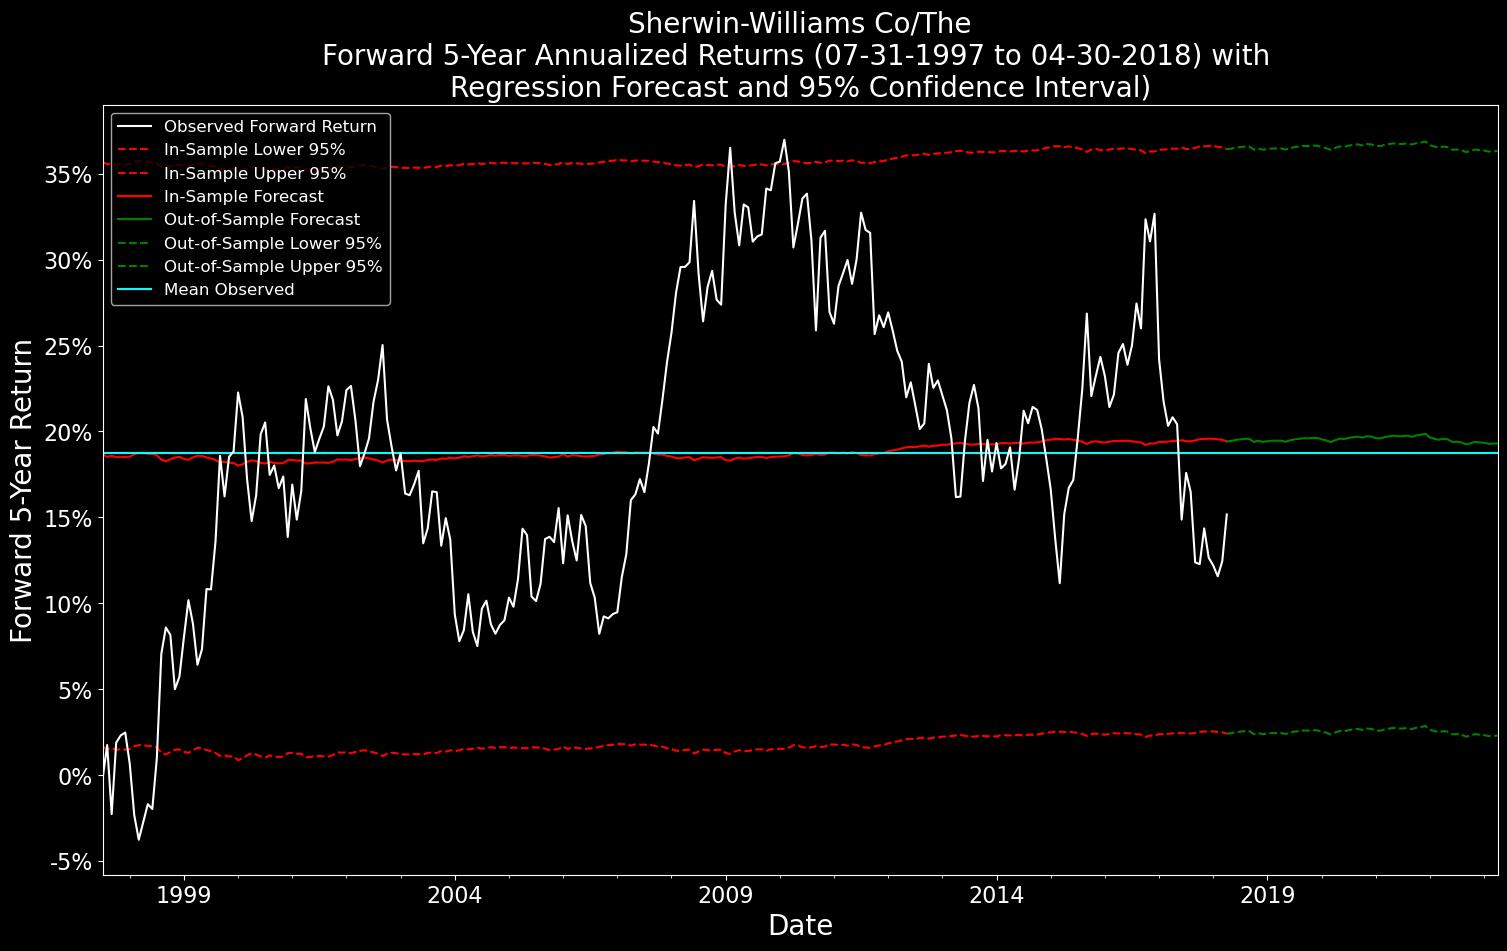 Sherwin-Williams Co/The
Forward 5-Year Annualized Returns (07-31-1997 to 04-30-2018) with
Regression Forecast and 95% Confidence Interval)
Observed Forward Return
In-Sample Lower 95%
In-Sample Upper 95%
In-Sample Forecast
Out-of-Sample Forecast
Out-of-Sample Lower 95%
Out-of-Sample Upper 95%
Mean Observed
Forward 5-Year Return
35%
30%
25%
20%
15%
10%
5%
0%
-5%
1999 2004 2009 2014 2019
Date